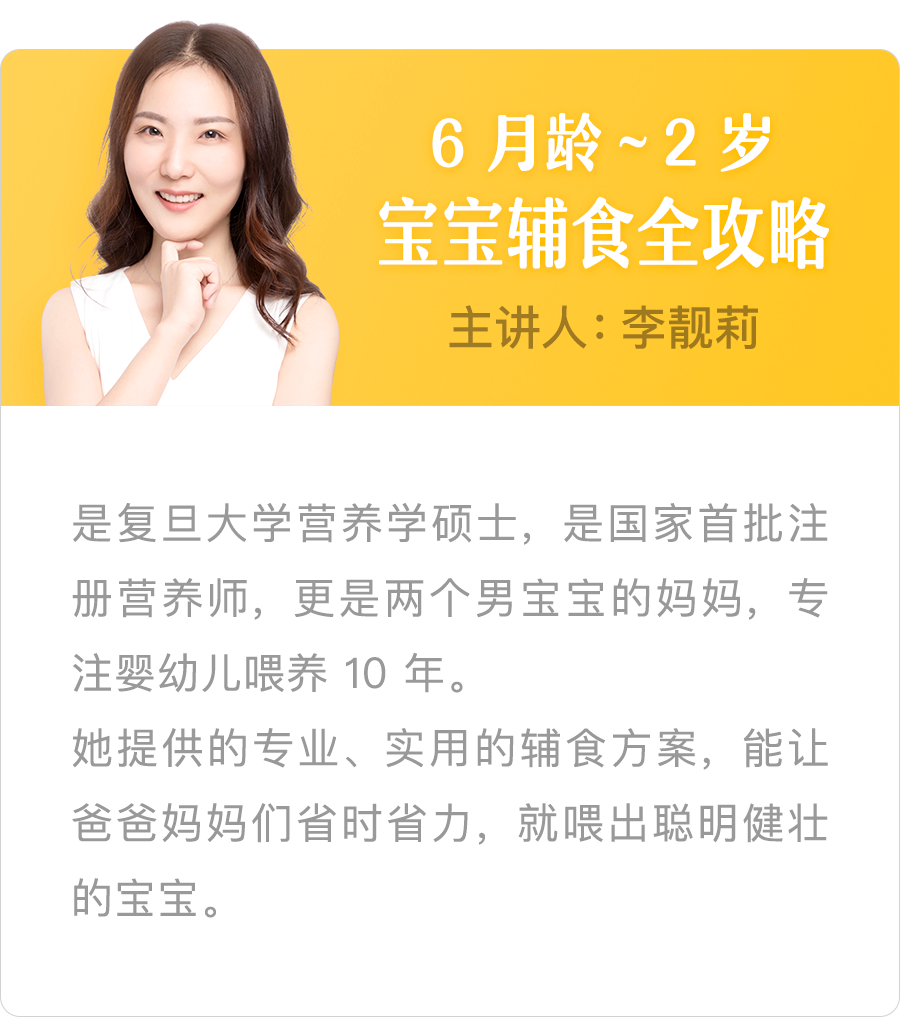 6 月龄 ~ 2 岁
宝宝辅食全攻略
主讲人：李靓莉
是复旦大学营养学硕士，是国家首批注
册营养师，更是两个男宝宝的妈妈，专
注婴幼儿喂养 10 年。
她提供的专业、实用的辅食方案，能让
爸爸妈妈们省时省力，就喂出聪明健壮
的宝宝。